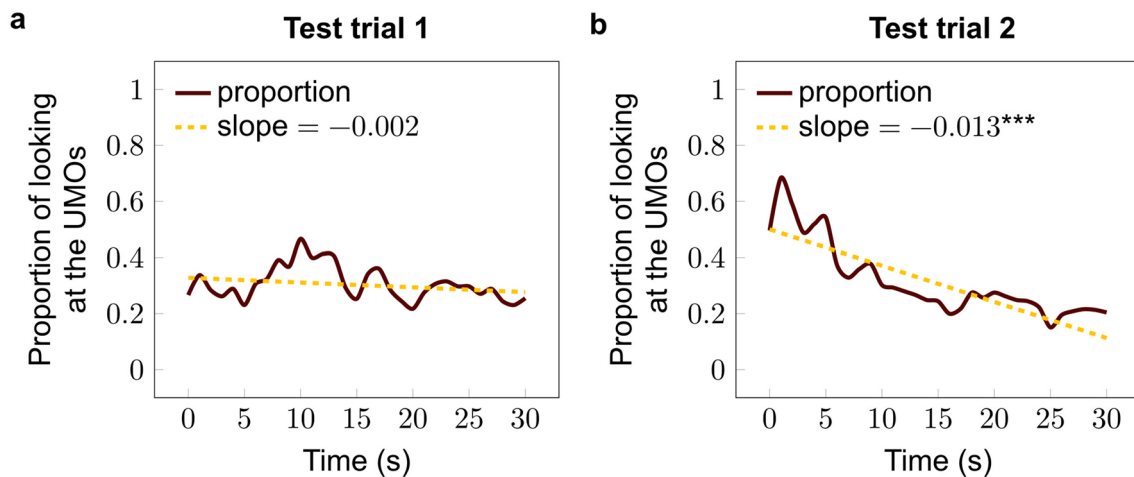 a
Test trial 1
Proportion of looking
at the UMOs
1
0.8
0.6
0.4
0.2
0
proportion
slope = −0.002
0 5 10 15 20 25 30
Time (s)
b
Test trial 2
Proportion of looking
at the UMOs
1
0.8
0.6
0.4
0.2
0
proportion
slope = −0.013***
0 5 10 15 20 25 30
Time (s)